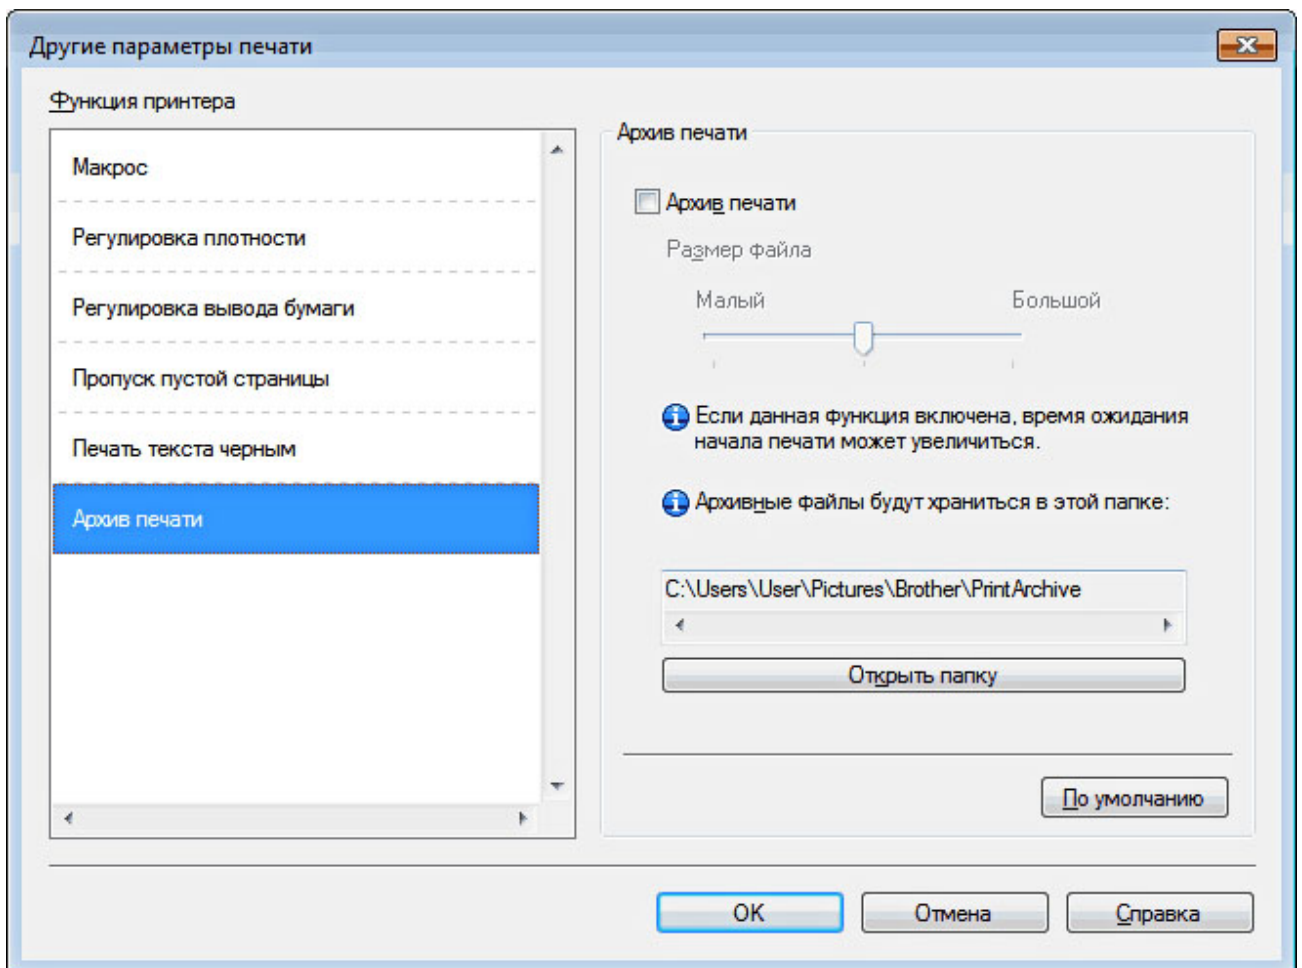 Другие параметры печати
Функция принтера
Макрос
Регулировка плотности
Регулировка вывода бумаги
Пропуск пустой страницы
Печать текста черным
Архив печати
Архив печати
Архив печати
Размер файла
Малый Большой
Если данная функция включена, время ожидания
начала печати может увеличиться.
Архивные файлы будут храниться в этой папке:
C:\Users\User\Pictures\Brother\PrintArchive
Открыть папку
По умолчанию
OK Отмена Справка